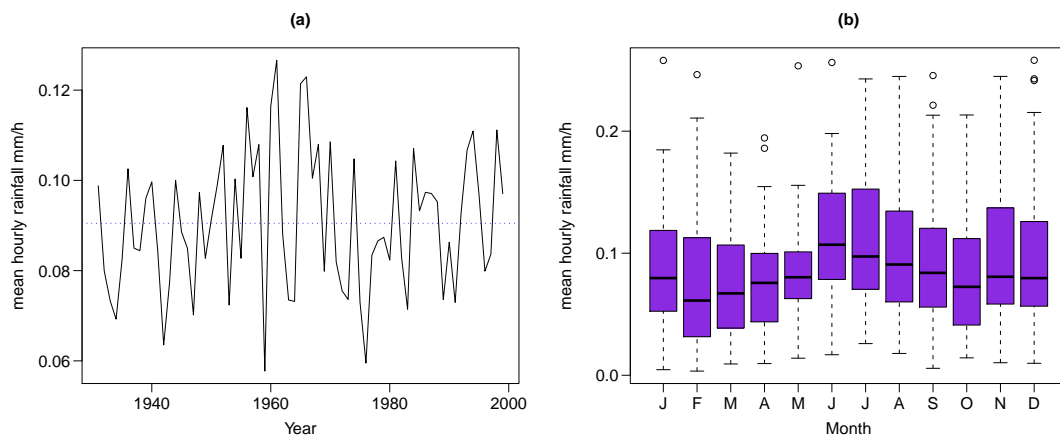 (a)
mean hourly rainfall mm/h
0.12
0.10
0.08
0.06
1940 1960 1980 2000
Year
(b)
mean hourly rainfall mm/h
0.2
0.1
0.0
J F M A M J J A S O N D
Month